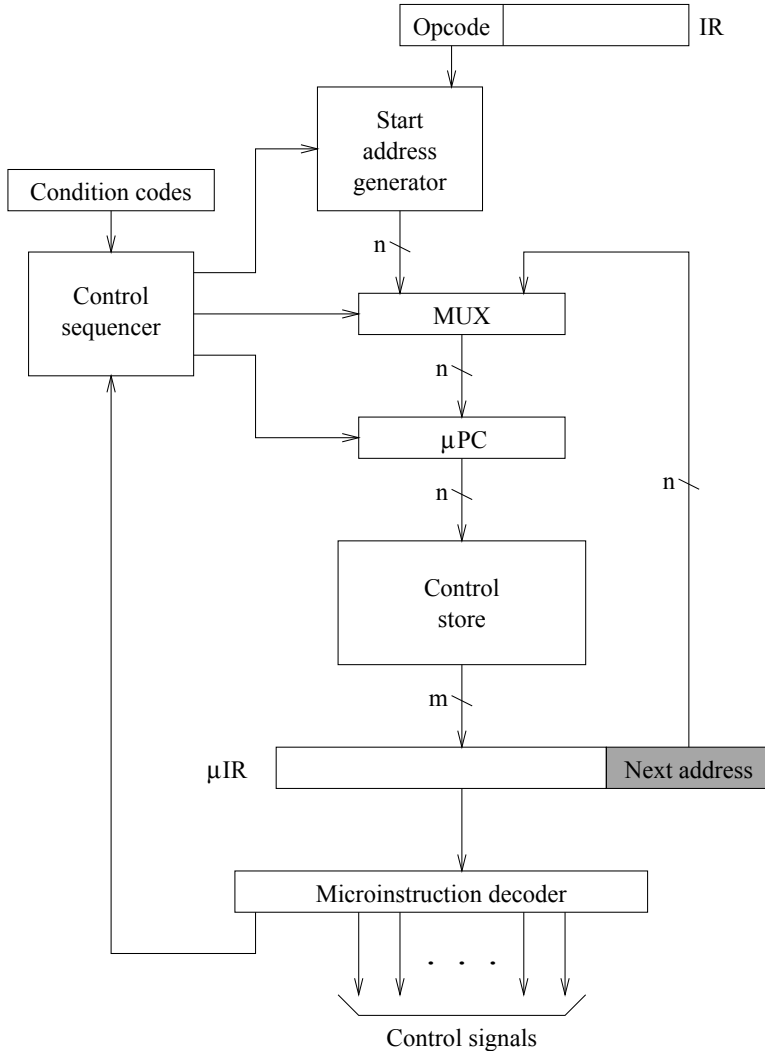 Opcode
IR
Start
address
generator
Condition codes
n
Control
sequencer
MUX
n
µPC
n
n
Control
store
m
µIR
Next address
Microinstruction decoder
. . .
Control signals